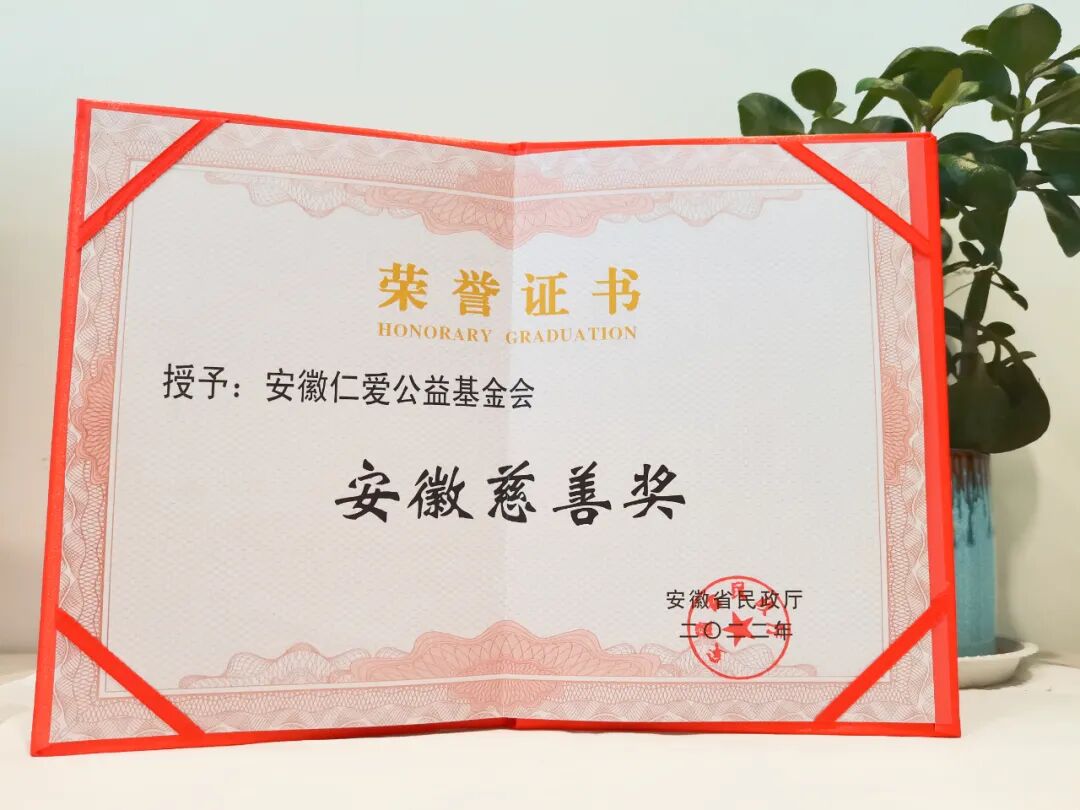 荣誉证书
HONORARY GRADUATION
授予：安徽仁爱公益基金会
安徽慈善奖
安徽省民政厅
二〇二二年